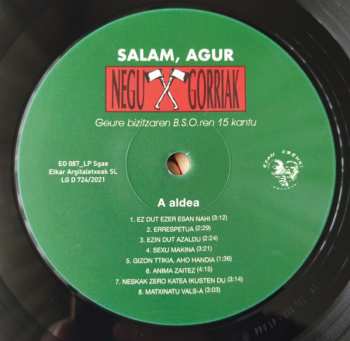 SALAM, AGUR
NEGU GORRIAK
Geure bizitzaren B.S.O.ren 15 kantu
EO 087_LP Sgae
Elkar Argitaletxeak SL
LG D 724/2021
ESAN OZENKI
A aldea
1. EZ DUT EZER ESAN NAHI (3:12)
2. ERRESPETUA (2:29)
3. EZIN DUT AZALDU (2:24)
4. SEXU MAKINA (3:21)
5. GIZON TTIKIA, AHO HANDIA (1:36)
6. ANIMA ZAITEZ (4:15)
7. NESKAK ZERO KATEA IKUSTEN DU (3:14)
8. MATXINATU VALS-A (3:03)